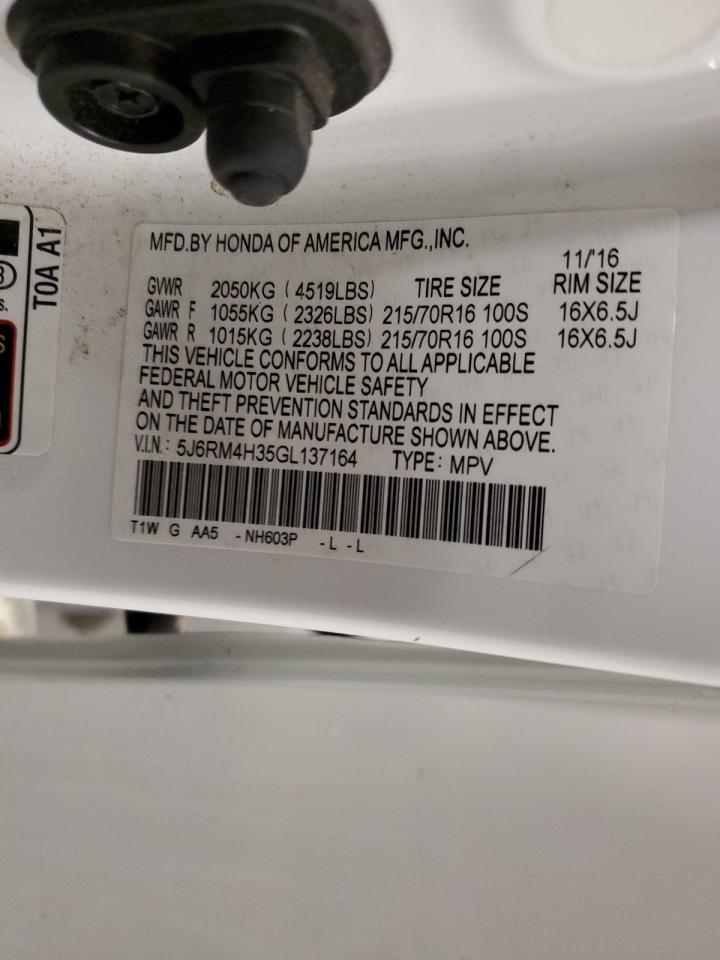 MFD.BY HONDA OF AMERICA MFG.,INC.
11/'16
GVWR 2050KG ( 4519LBS) TIRE SIZE RIM SIZE
GAWR F 1055KG ( 2326LBS) 215/70R16 100S 16X6.5J
GAWR R 1015KG ( 2238LBS) 215/70R16 100S 16X6.5J
THIS VEHICLE CONFORMS TO ALL APPLICABLE
FEDERAL MOTOR VEHICLE SAFETY
AND THEFT PREVENTION STANDARDS IN EFFECT
ON THE DATE OF MANUFACTURE SHOWN ABOVE.
V.I.N.: 5J6RM4H35GL137164 TYPE: MPV
T1W G AA5 - NH603P - L - L
T0A A1